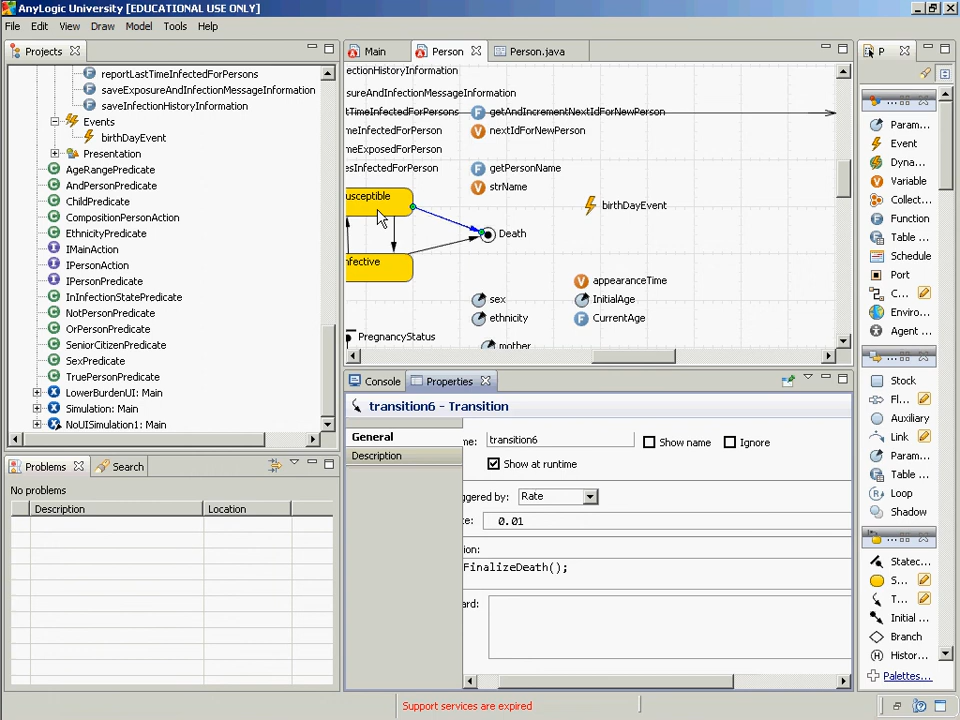 AnyLogic University [EDUCATIONAL USE ONLY]
File Edit View Draw Model Tools Help
Projects
reportLastTimeInfectedForPersons
saveExposureAndInfectionMessageInformation
saveInfectionHistoryInformation
Events
birthDayEvent
Presentation
AgeRangePredicate
AndPersonPredicate
ChildPredicate
CompositionPersonAction
EthnicityPredicate
IMainAction
IPersonAction
IPersonPredicate
InInfectionStatePredicate
NotPersonPredicate
OrPersonPredicate
SeniorCitizenPredicate
SexPredicate
TruePersonPredicate
LowerBurdenUI: Main
Simulation: Main
NoUISimulation1: Main
Problems Search
No problems
Description Location
Main Person Person.java
ectionHistoryInformation
sureAndInfectionMessageInformation
tTimeInfectedForPersons getAndIncrementNextIdForNewPerson
meInfectedForPerson nextIdForNewPerson
meExposedForPerson
esInfectedForPerson getPersonName
usceptible strName
birthDayEvent
Death
fective
appearanceTime
sex InitialAge
ethnicity CurrentAge
PregnancyStatus
mother
Console Properties
transition6 - Transition
General
Description
me: transition6 Show name Ignore
Show at runtime
ggered by: Rate
te: 0.01
ion:
FinalizeDeath();
ard:
P
Param...
Event
Dyna...
Variable
Collect...
Function
Table ...
Schedule
Port
C...
Enviro...
Agent ...
Stock
Fl...
Auxiliary
Link
Param...
Table ...
Loop
Shadow
Statec...
S...
T...
Initial ...
Branch
Histor...
Palettes...
Support services are expired